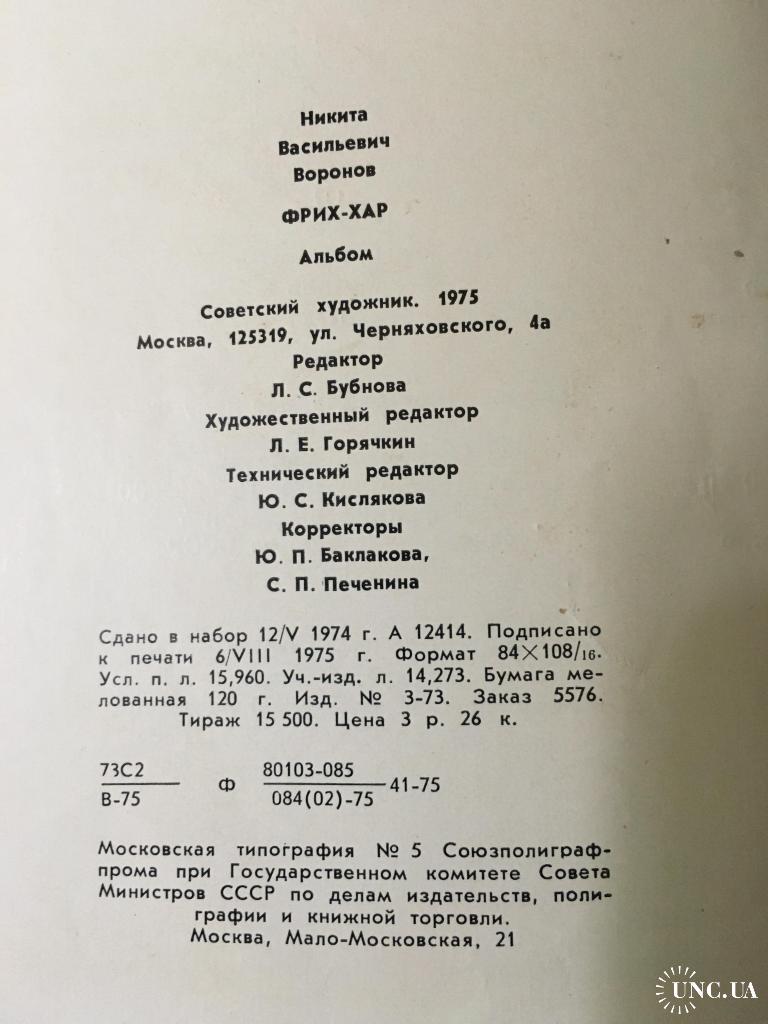 Никита
Васильевич
Воронов
ФРИХ-ХАР
Альбом
Советский художник. 1975
Москва, 125319, ул. Черняховского, 4а
Редактор
Л. С. Бубнова
Художественный редактор
Л. Е. Горячкин
Технический редактор
Ю. С. Кислякова
Корректоры
Ю. П. Баклакова,
С. П. Печенина
Сдано в набор 12/V 1974 г. А 12414. Подписано
к печати 6/VIII 1975 г. Формат 84×108/16.
Усл. п. л. 15,960. Уч.-изд. л. 14,273. Бумага ме-
лованная 120 г. Изд. № 3-73. Заказ 5576.
Тираж 15 500. Цена 3 р. 26 к.
73С2
В-75
Ф
80103-085
084(02)-75
41-75
Московская типография № 5 Союзполиграф-
прома при Государственном комитете Совета
Министров СССР по делам издательств, поли-
графии и книжной торговли.
Москва, Мало-Московская, 21
UNC.UA